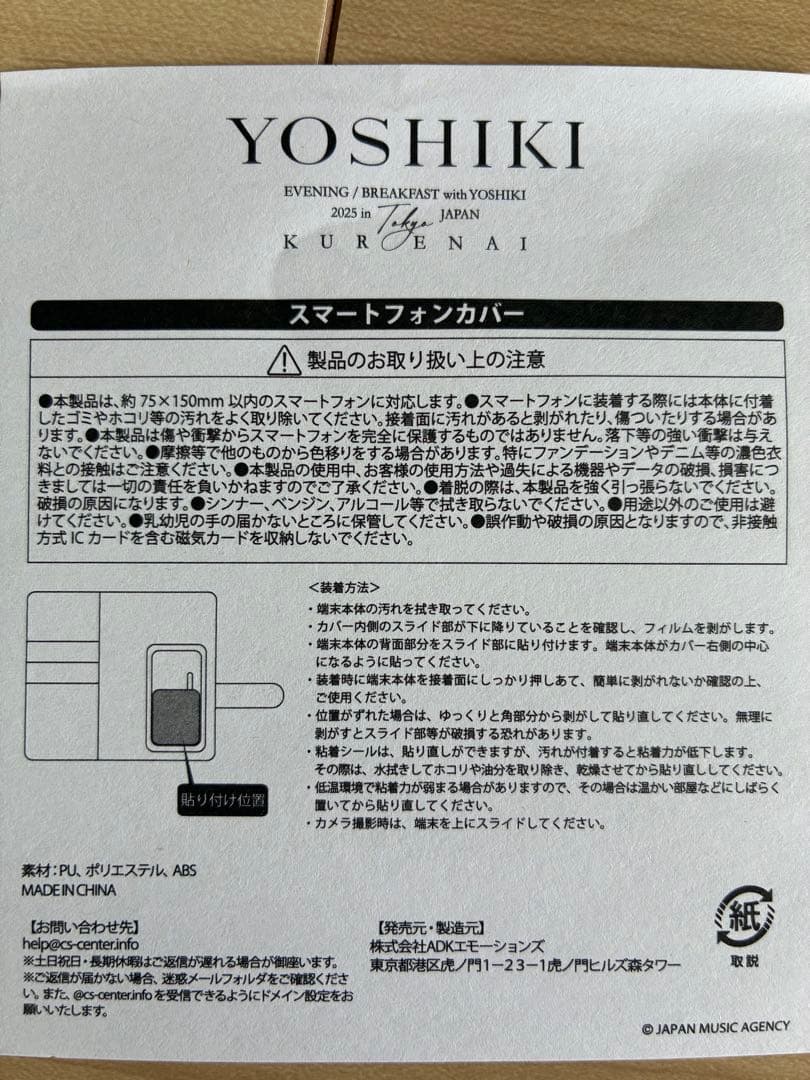 YOSHIKI
EVENING / BREAKFAST with YOSHIKI
2025 in Tokyo JAPAN
KURENAI
スマートフォンカバー
製品のお取り扱い上の注意
●本製品は、約75×150mm以内のスマートフォンに対応します。●スマートフォンに装着する際には本体に付着
したゴミやホコリ等の汚れをよく取り除いてください。接着面に汚れがあると剥がれたり、傷ついたりする場合があ
ります。●本製品は傷や衝撃からスマートフォンを完全に保護するものではありません。落下等の強い衝撃は与え
ないでください。●摩擦等で他のものから色移りをする場合があります。特にファンデーションやデニム等の濃色衣
料との接触はご注意ください。●本製品の使用中、お客様の使用方法や過失による機器やデータの破損、損害につ
きましては一切の責任を負いかねますのでご了承ください。●着脱の際は、本製品を強く引っ張らないでください。
破損の原因になります。●シンナー、ベンジン、アルコール等で拭き取らないでください。●用途以外のご使用は避
けてください。●乳幼児の手の届かないところに保管してください。●誤作動や破損の原因となりますので、非接触
方式ICカードを含む磁気カードを収納しないでください。
＜装着方法＞
・端末本体の汚れを拭き取ってください。
・カバー内側のスライド部が下に降りていることを確認し、フィルムを剥がします。
・端末本体の背面部分をスライド部に貼り付けます。端末本体がカバー右側の中心
になるように貼ってください。
・装着時に端末本体を接着面にしっかり押しあて、簡単に剥がれないか確認の上、
ご使用ください。
・位置がずれた場合は、ゆっくりと角部分から剥がして貼り直してください。無理に
剥がすとスライド部等が破損する恐れがあります。
・粘着シールは、貼り直しができますが、汚れが付着すると粘着力が低下します。
その際は、水拭きしてホコリや油分を取り除き、乾燥させてから貼り直ししてください。
・低温環境で粘着力が弱まる場合がありますので、その場合は温かい部屋などにしばらく
置いてから貼り直してください。
・カメラ撮影時は、端末を上にスライドしてください。
貼り付け位置
素材：PU、ポリエステル、ABS
MADE IN CHINA
【お問い合わせ先】
help@cs-center.info
※土日祝日・長期休暇はご返信が遅れる場合が御座います。
※ご返信が届かない場合、迷惑メールフォルダをご確認くださ
い。また、@cs-center.infoを受信できるようにドメイン設定をお
願いいたします。
【発売元・製造元】
株式会社ADKエモーションズ
東京都港区虎ノ門1－23－1虎ノ門ヒルズ森タワー
紙
取説
© JAPAN MUSIC AGENCY